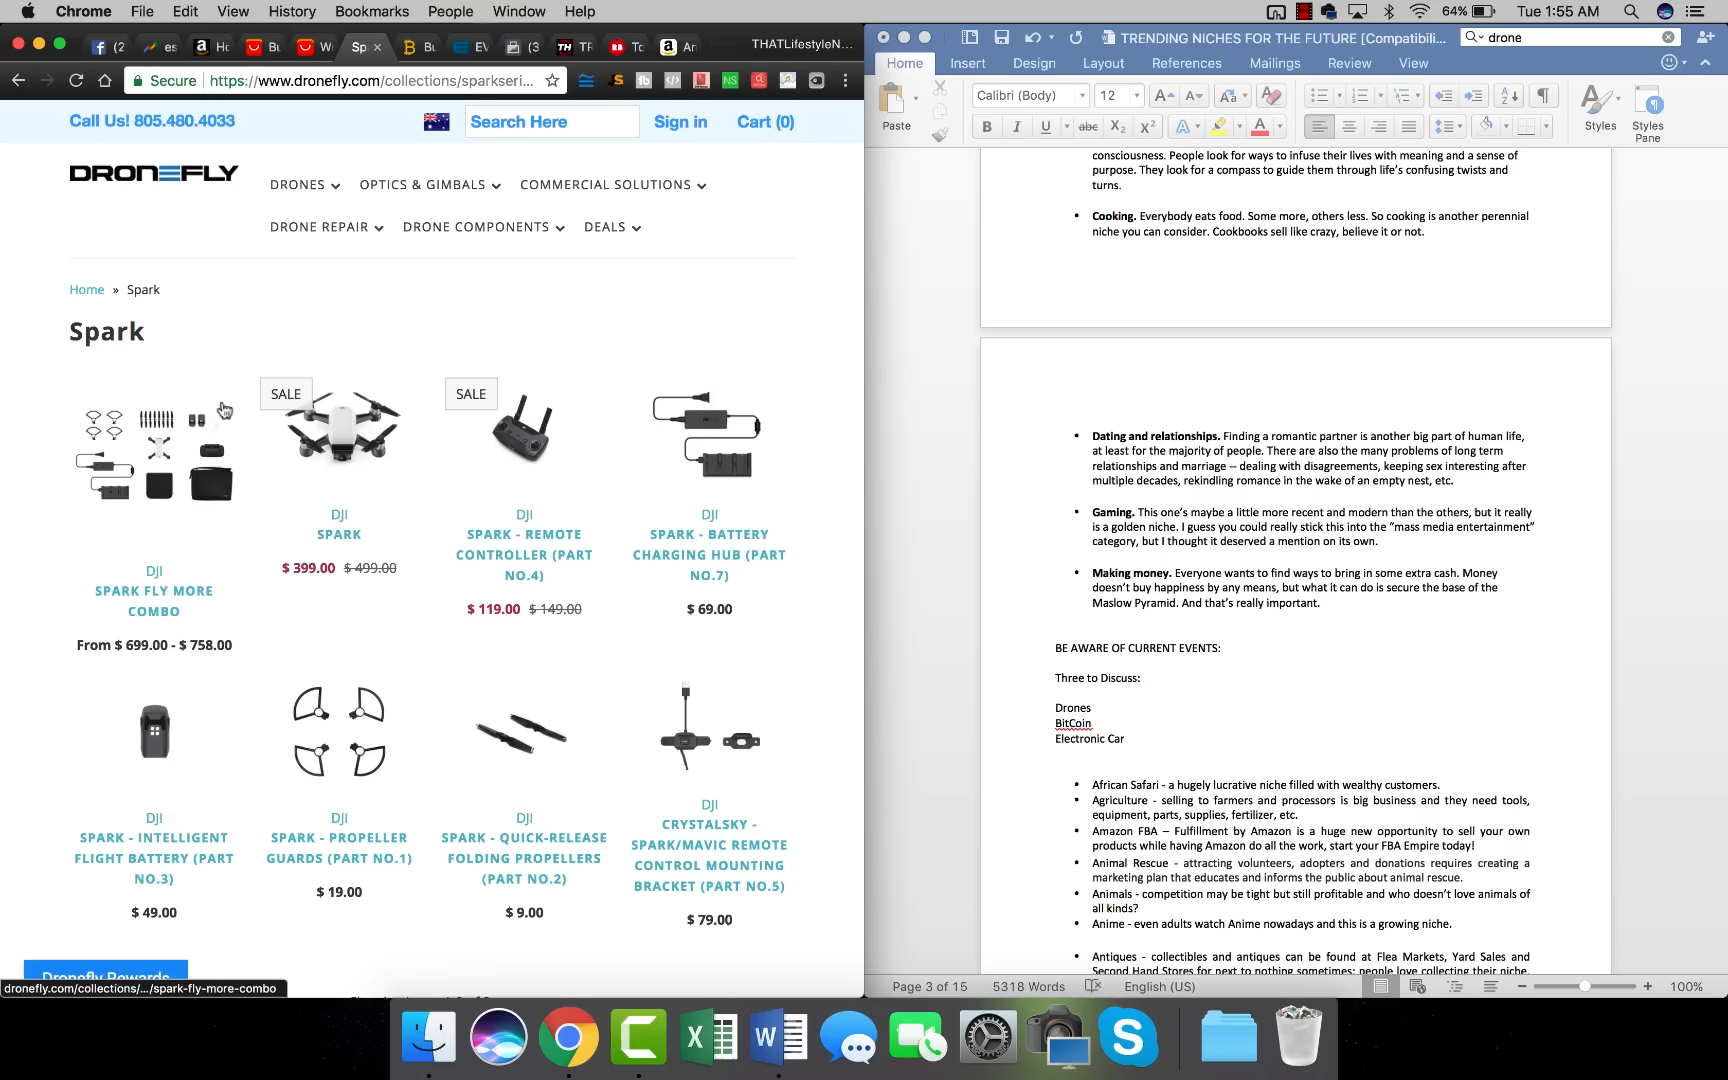 Chrome File Edit View History Bookmarks People Window Help
64% Tue 1:55 AM
THATLifestyleN...
Secure https://www.dronefly.com/collections/sparkseri...
Call Us! 805.480.4033
Search Here
Sign in
Cart (0)
DRONEFLY
DRONES
OPTICS & GIMBALS
COMMERCIAL SOLUTIONS
DRONE REPAIR
DRONE COMPONENTS
DEALS
Home » Spark
Spark
DJI
SPARK FLY MORE
COMBO
From $ 699.00 - $ 758.00
SALE
DJI
SPARK
$ 399.00 $ 499.00
SALE
DJI
SPARK - REMOTE
CONTROLLER (PART
NO.4)
$ 119.00 $ 149.00
DJI
SPARK - BATTERY
CHARGING HUB (PART
NO.7)
$ 69.00
DJI
SPARK - INTELLIGENT
FLIGHT BATTERY (PART
NO.3)
$ 49.00
DJI
SPARK - PROPELLER
GUARDS (PART NO.1)
$ 19.00
DJI
SPARK - QUICK-RELEASE
FOLDING PROPELLERS
(PART NO.2)
$ 9.00
DJI
CRYSTALSKY -
SPARK/MAVIC REMOTE
CONTROL MOUNTING
BRACKET (PART NO.5)
$ 79.00
Dronefly Rewards
dronefly.com/collections/.../spark-fly-more-combo
TRENDING NICHES FOR THE FUTURE [Compatibili...
drone
Home Insert Design Layout References Mailings Review View
Paste
Calibri (Body) 12
Styles
Styles
Pane
consciousness. People look for ways to infuse their lives with meaning and a sense of
purpose. They look for a compass to guide them through life's confusing twists and
turns.
• Cooking. Everybody eats food. Some more, others less. So cooking is another perennial
niche you can consider. Cookbooks sell like crazy, believe it or not.
• Dating and relationships. Finding a romantic partner is another big part of human life,
at least for the majority of people. There are also the many problems of long term
relationships and marriage -- dealing with disagreements, keeping sex interesting after
multiple decades, rekindling romance in the wake of an empty nest, etc.
• Gaming. This one's maybe a little more recent and modern than the others, but it really
is a golden niche. I guess you could really stick this into the "mass media entertainment"
category, but I thought it deserved a mention on its own.
• Making money. Everyone wants to find ways to bring in some extra cash. Money
doesn't buy happiness by any means, but what it can do is secure the base of the
Maslow Pyramid. And that's really important.
BE AWARE OF CURRENT EVENTS:
Three to Discuss:
Drones
BitCoin
Electronic Car
• African Safari - a hugely lucrative niche filled with wealthy customers.
• Agriculture - selling to farmers and processors is big business and they need tools,
equipment, parts, supplies, fertilizer, etc.
• Amazon FBA – Fulfillment by Amazon is a huge new opportunity to sell your own
products while having Amazon do all the work, start your FBA Empire today!
• Animal Rescue - attracting volunteers, adopters and donations requires creating a
marketing plan that educates and informs the public about animal rescue.
• Animals - competition may be tight but still profitable and who doesn't love animals of
all kinds?
• Anime - even adults watch Anime nowadays and this is a growing niche.
• Antiques - collectibles and antiques can be found at Flea Markets, Yard Sales and
Second Hand Stores for next to nothing sometimes; people love collecting their niche.
Page 3 of 15 5318 Words English (US) 100%